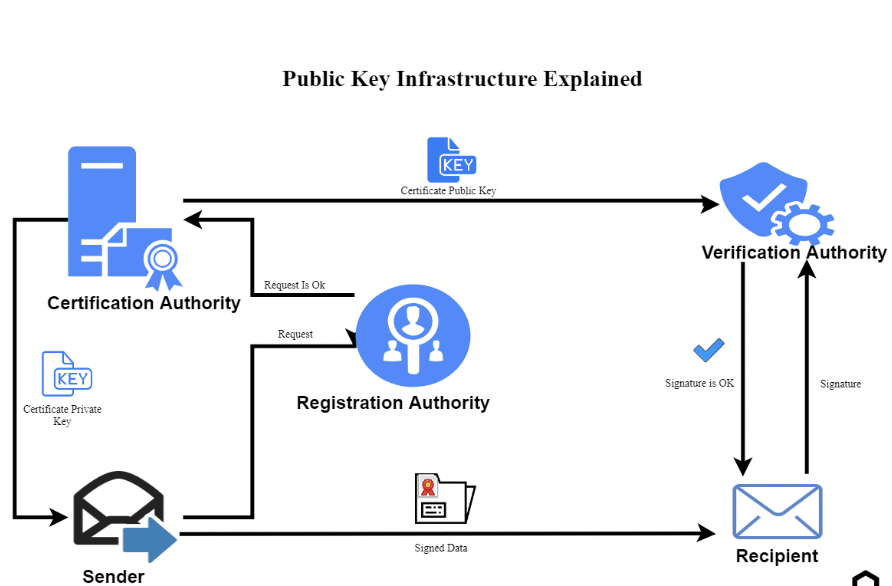 Public Key Infrastructure Explained
KEY
Certificate Public Key
Verification Authority
Certification Authority
Request Is Ok
Request
Registration Authority
KEY
Certificate Private
Key
Signature is OK
Signature
Signed Data
Sender
Recipient